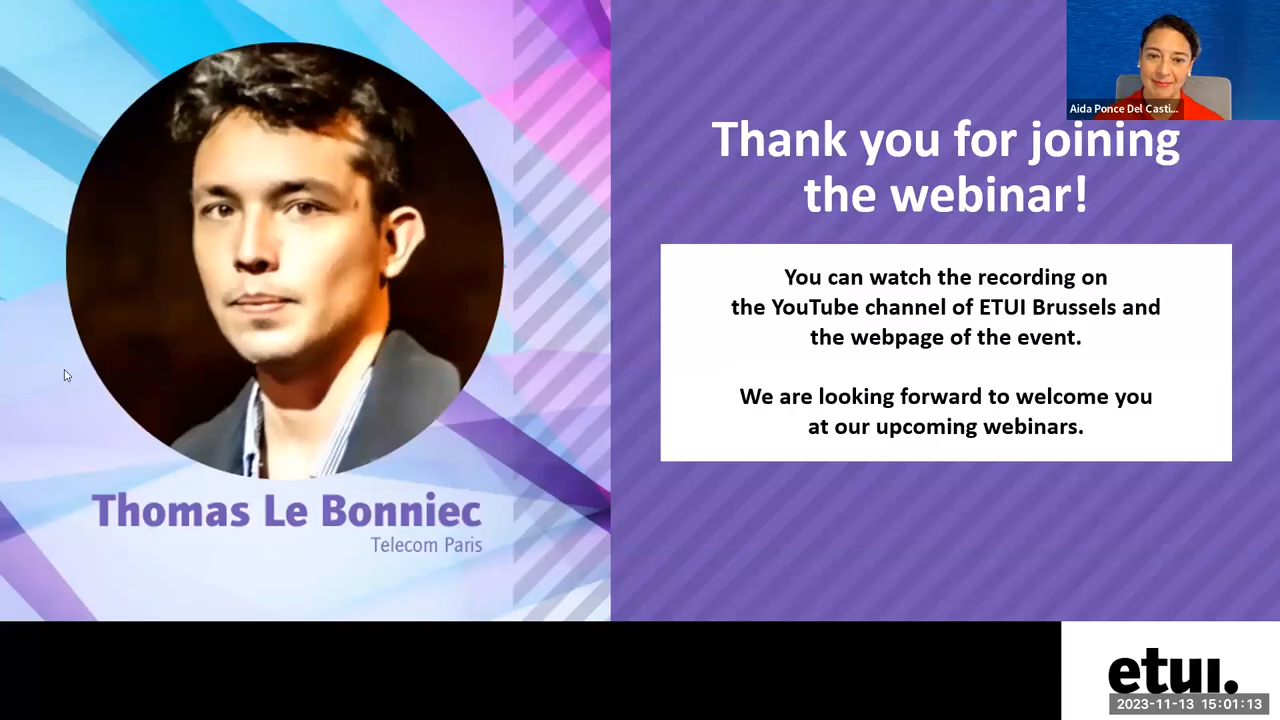 Aida Ponce Del Casti...
Thank you for joining
the webinar!
You can watch the recording on
the YouTube channel of ETUI Brussels and
the webpage of the event.
We are looking forward to welcome you
at our upcoming webinars.
Thomas Le Bonniec
Telecom Paris
etui.
2023-11-13 15:01:13